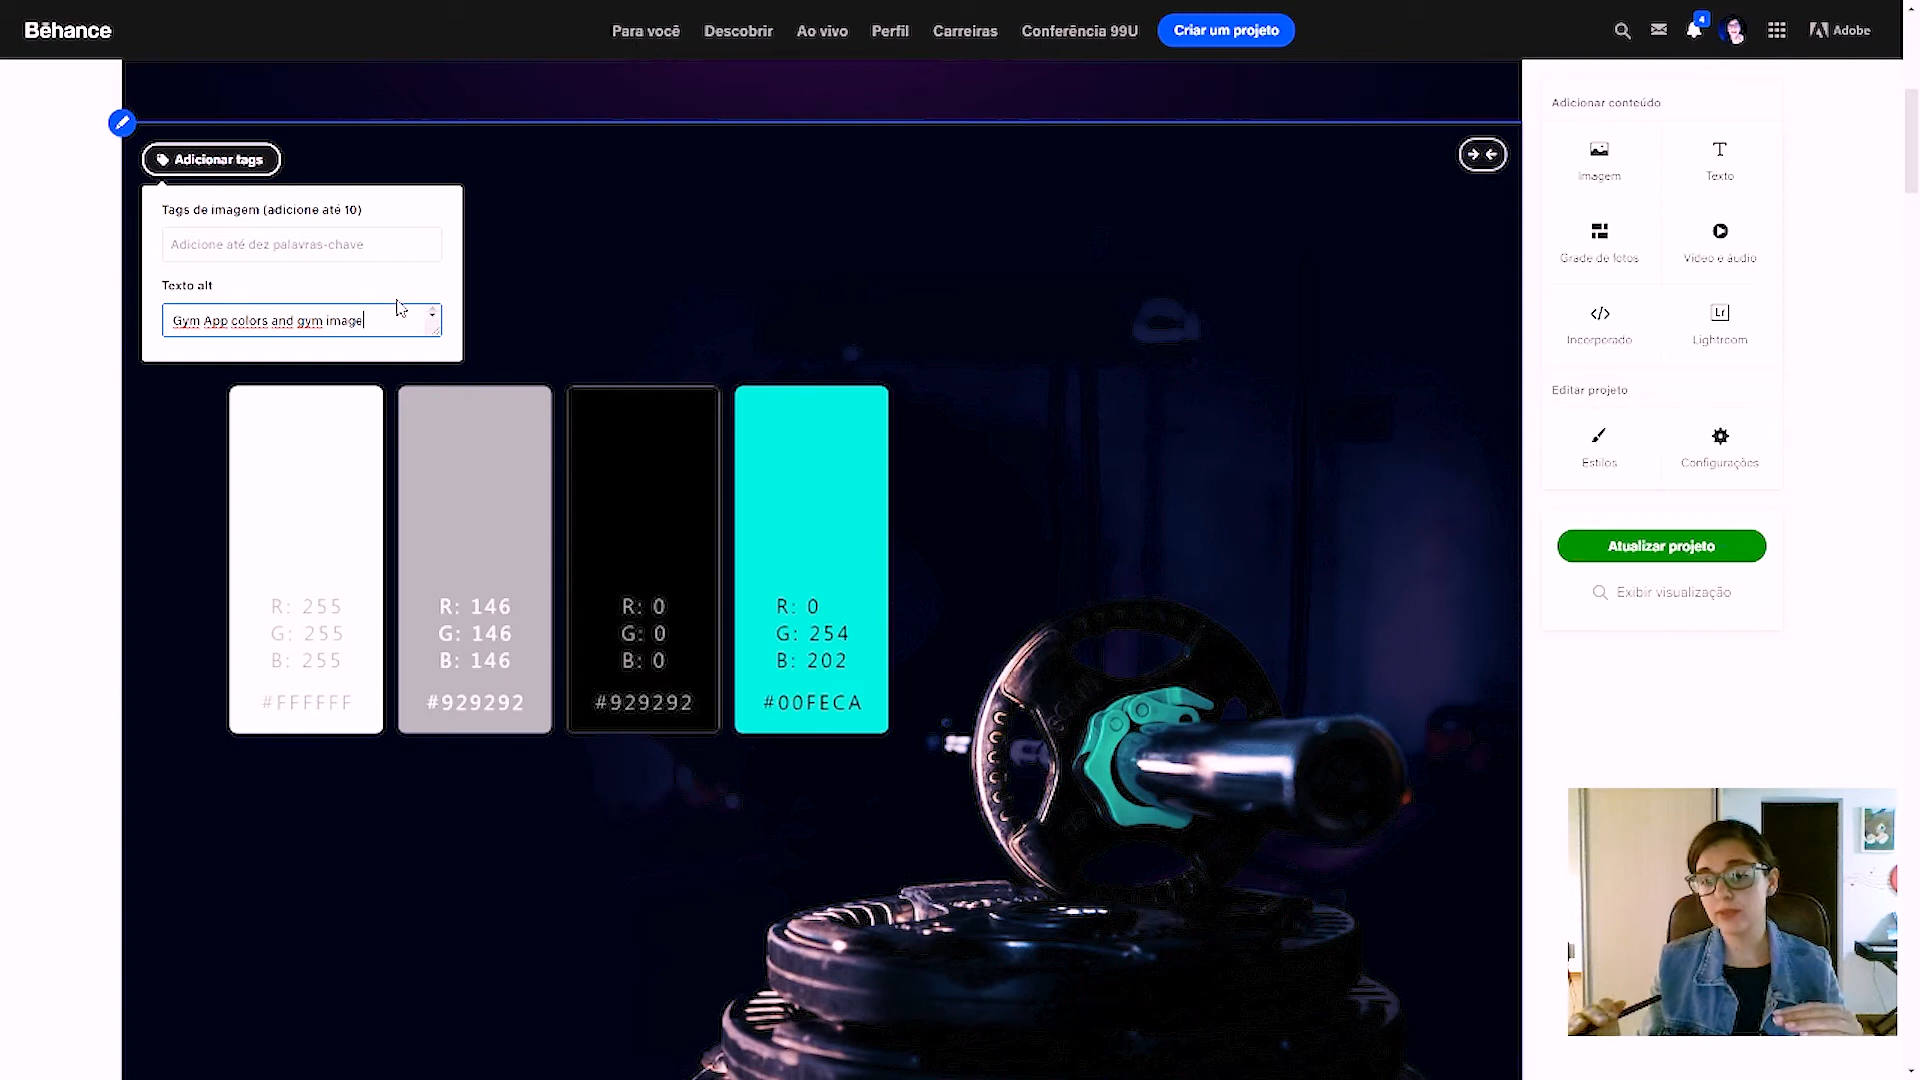 Bēhance
Para você
Descobrir
Ao vivo
Perfil
Carreiras
Conferência 99U
Criar um projeto
4
Adobe
Adicionar tags
Tags de imagem (adicione até 10)
Adicione até dez palavras-chave
Texto alt
Gym App colors and gym image
R: 255
G: 255
B: 255
#FFFFFF
R: 146
G: 146
B: 146
#929292
R: 0
G: 0
B: 0
#929292
R: 0
G: 254
B: 202
#00FECA
Adicionar conteúdo
Imagem
Texto
Grade de fotos
Vídeo e áudio
Incorporado
Lr
Lightroom
Editar projeto
Estilos
Configurações
Atualizar projeto
Exibir visualização